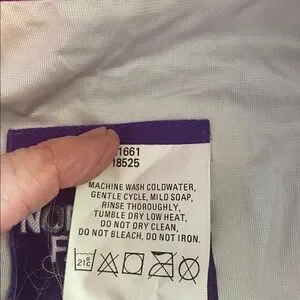 1661
18525
MACHINE WASH COLDWATER,
GENTLE CYCLE, MILD SOAP,
RINSE THOROUGHLY,
TUMBLE DRY LOW HEAT,
DO NOT DRY CLEAN,
DO NOT BLEACH, DO NOT IRON.
NO
F